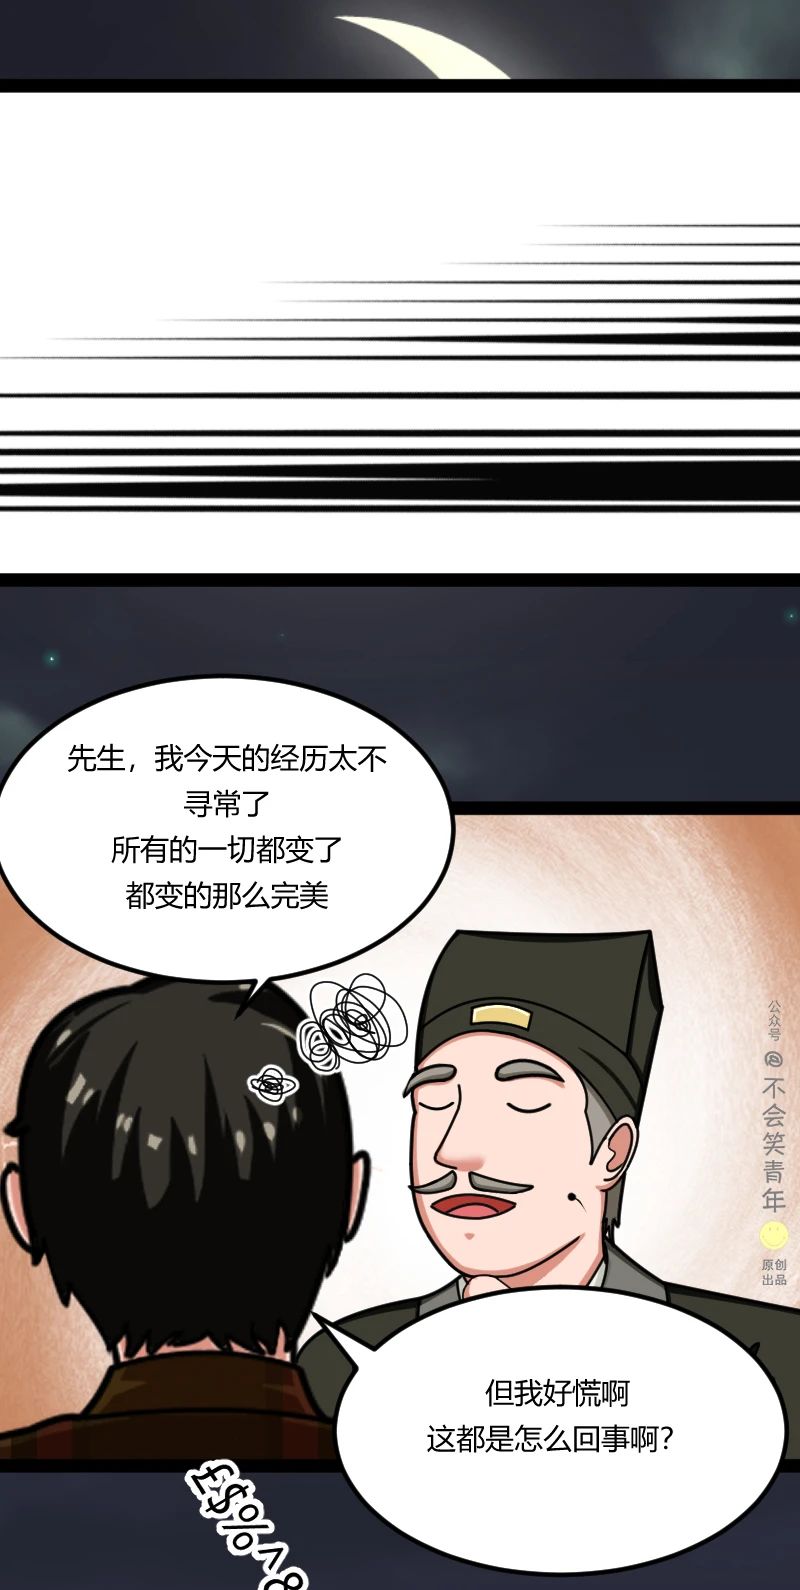 先生，我今天的经历太不
寻常了
所有的一切都变了
都变的那么完美
公众号
@不会笑青年
原创
出品
但我好慌啊
这都是怎么回事啊？
£$%^&